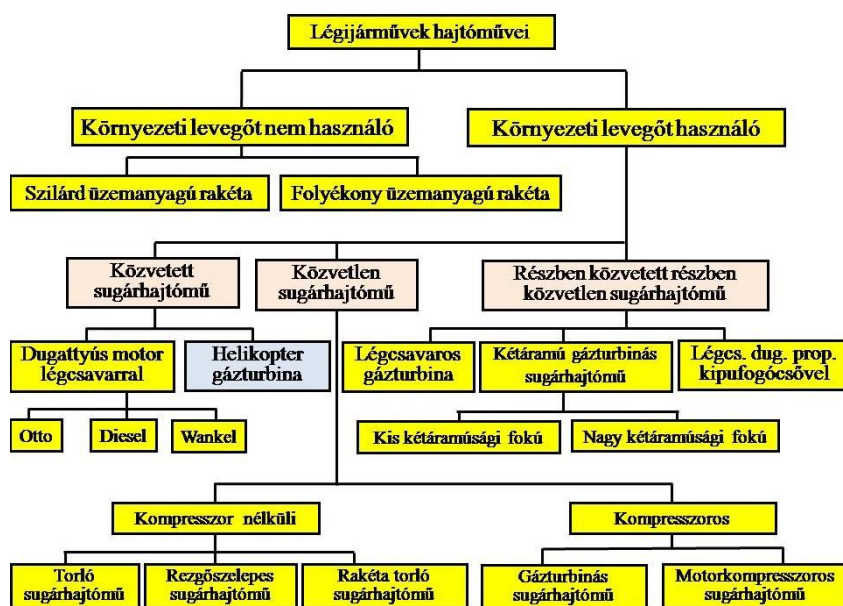 Légijárművek hajtóművei
Környezeti levegőt nem használó
Környezeti levegőt használó
Szilárd üzemanyagú rakéta
Folyékony üzemanyagú rakéta
Közvetett
sugárhajtómű
Közvetlen
sugárhajtómű
Részben közvetett részben
közvetlen sugárhajtómű
Dugattyús motor
légcsavarral
Helikopter
gázturbina
Légcsavaros
gázturbina
Kétáramú gázturbinás
sugárhajtómű
Légcs. dug. prop.
kipufogócsővel
Otto
Diesel
Wankel
Kis kétáramúsági fokú
Nagy kétáramúsági fokú
Kompresszor nélküli
Kompresszoros
Torló
sugárhajtómű
Rezgőszelepes
sugárhajtómű
Rakéta torló
sugárhajtómű
Gázturbinás
sugárhajtómű
Motorkompresszoros
sugárhajtómű